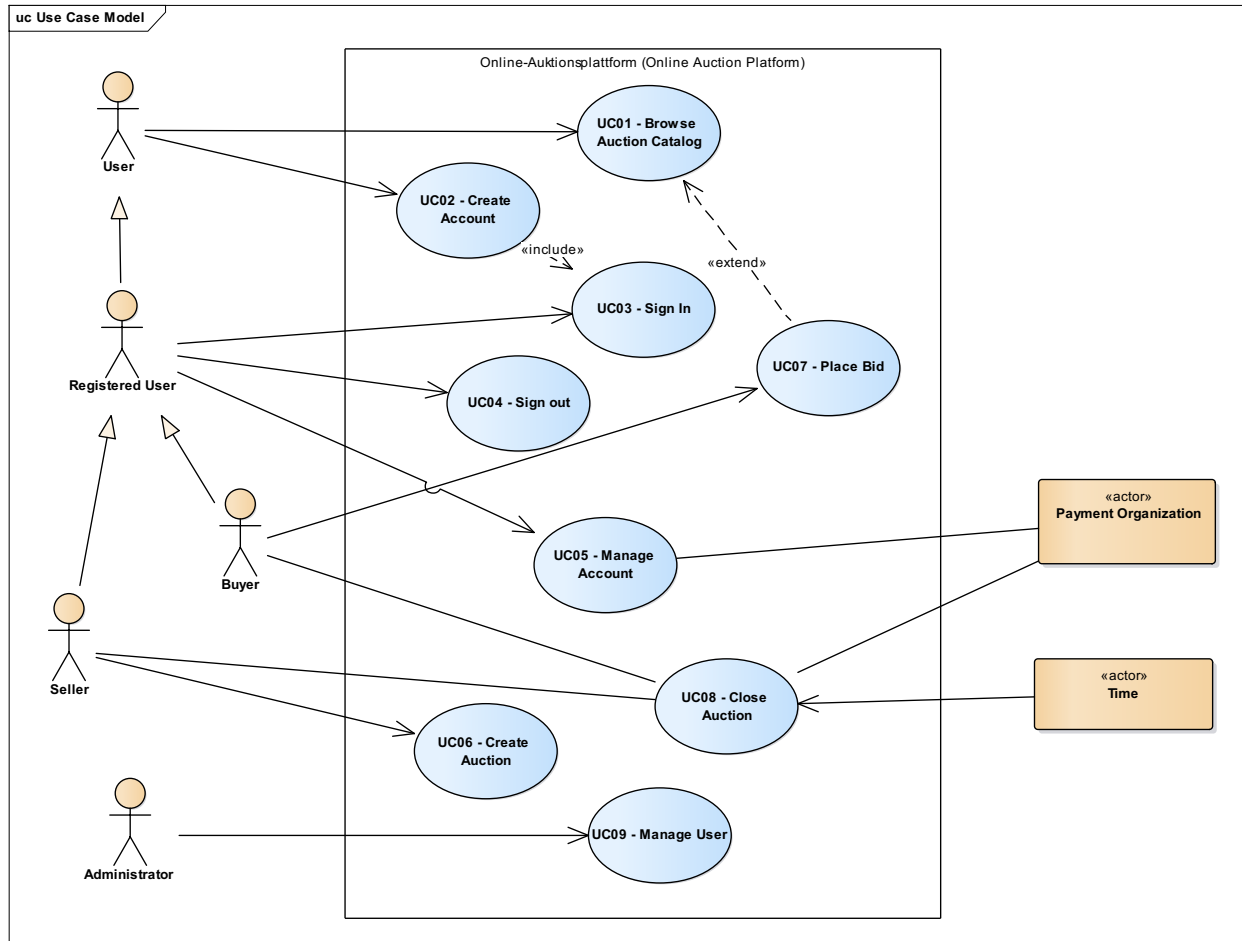 uc Use Case Model
Online-Auktionsplattform (Online Auction Platform)
User
UC01 - Browse
Auction Catalog
UC02 - Create
Account
«include»
«extend»
UC03 - Sign In
Registered User
UC07 - Place Bid
UC04 - Sign out
«actor»
Payment Organization
UC05 - Manage
Account
Buyer
Seller
«actor»
Time
UC08 - Close
Auction
UC06 - Create
Auction
UC09 - Manage User
Administrator